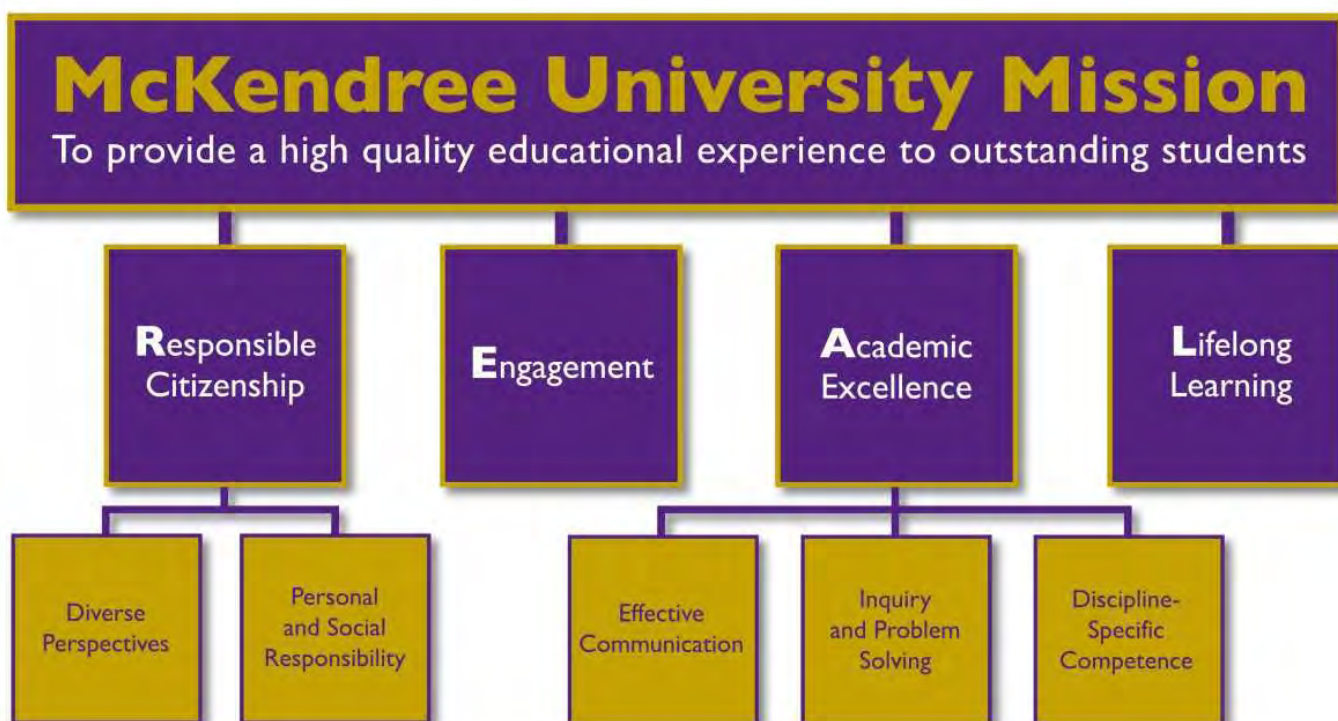 McKendree University Mission
To provide a high quality educational experience to outstanding students
Responsible
Citizenship
Engagement
Academic
Excellence
Lifelong
Learning
Diverse
Perspectives
Personal
and Social
Responsibility
Effective
Communication
Inquiry
and Problem
Solving
Discipline-
Specific
Competence